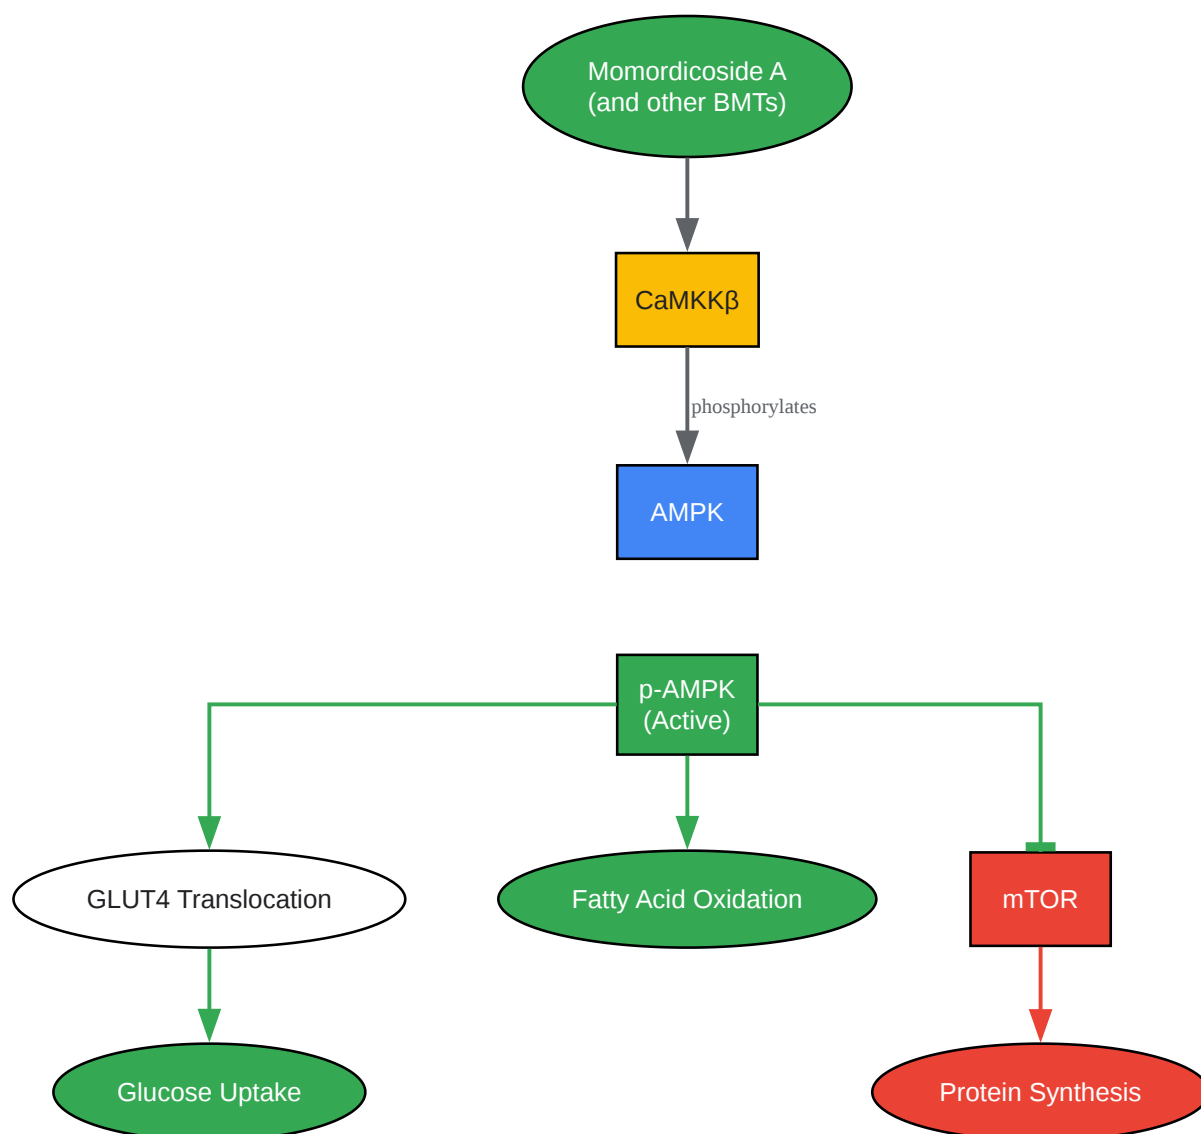 Momordicoside A
(and other BMTs)
CaMKKβ
phosphorylates
AMPK
p-AMPK
(Active)
GLUT4 Translocation
Fatty Acid Oxidation
mTOR
Glucose Uptake
Protein Synthesis